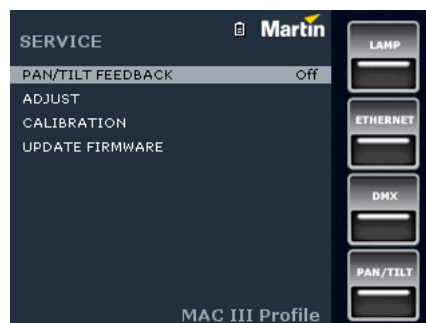 SERVICE
Martin
PAN/TILT FEEDBACK Off
ADJUST
CALIBRATION
UPDATE FIRMWARE
MAC III Profile
LAMP
ETHERNET
DMX
PAN/TILT